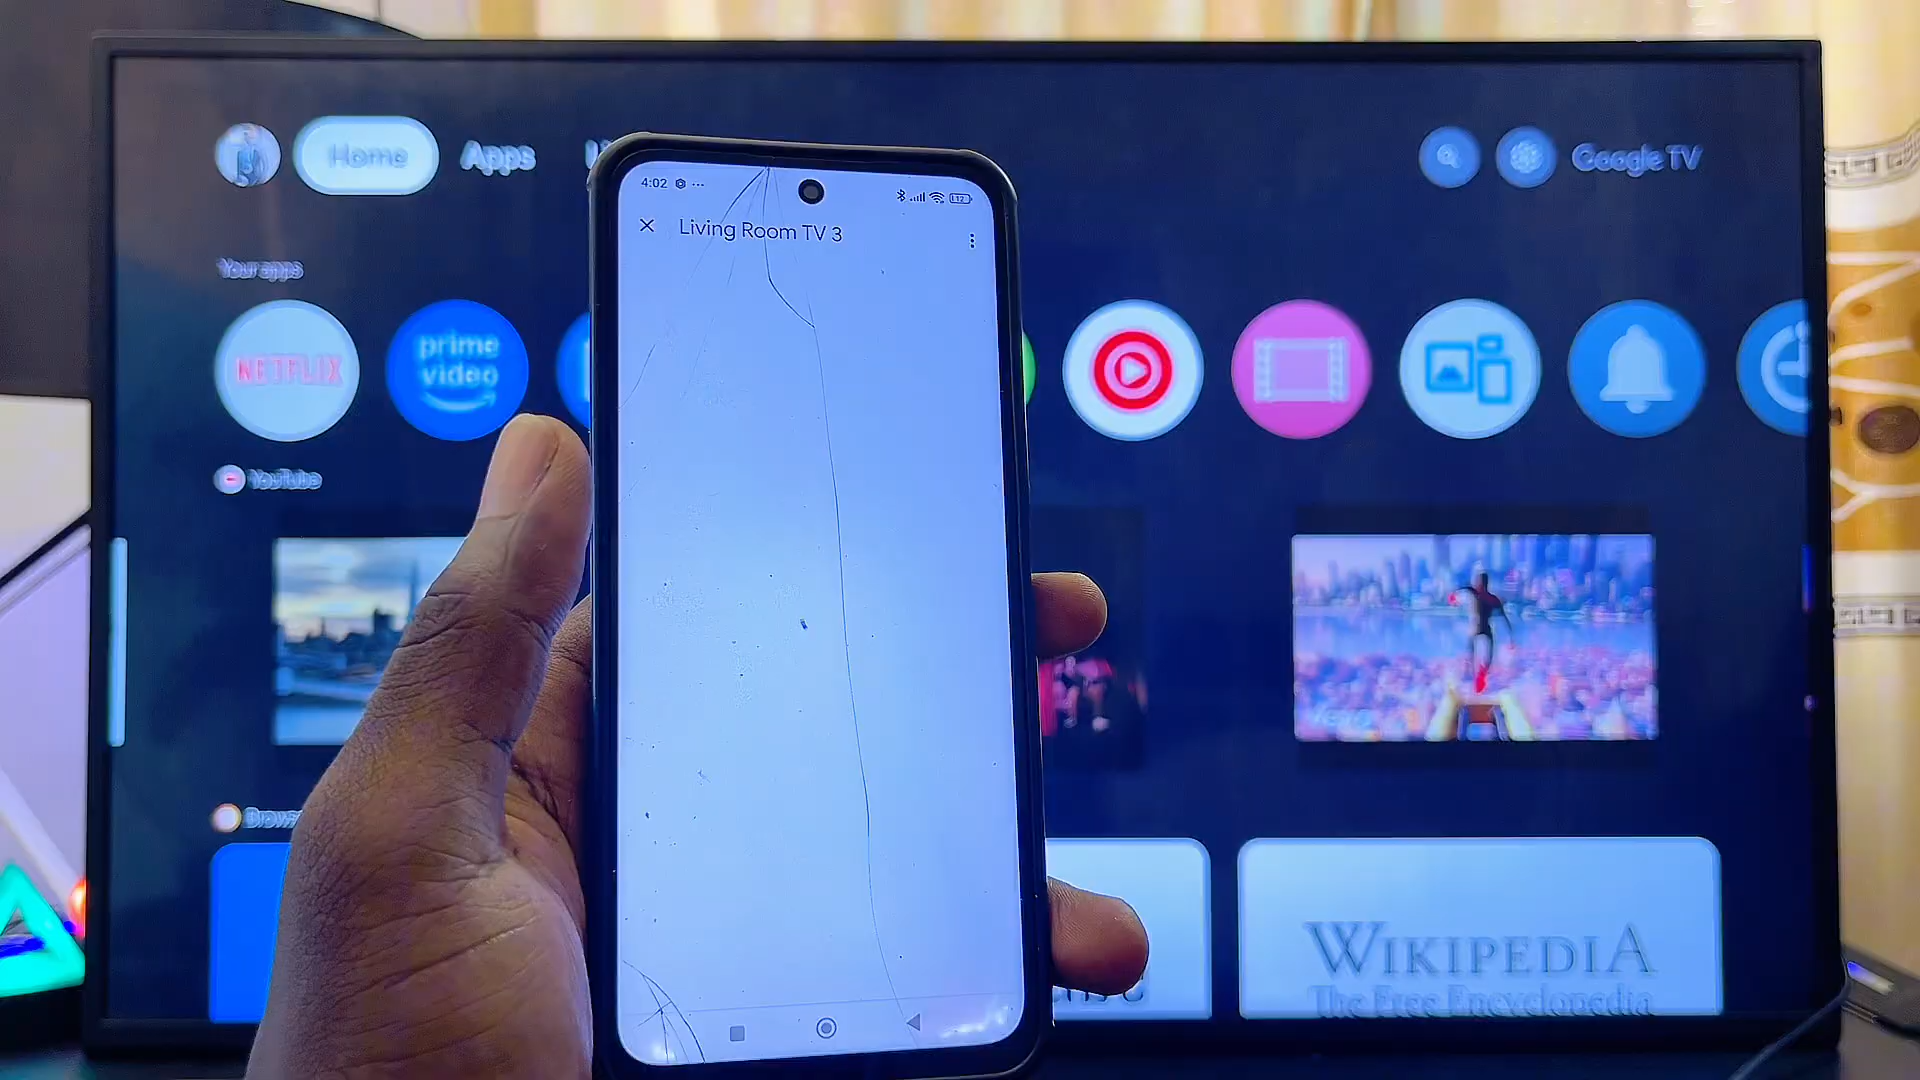 Home
Apps
Google TV
4:02
Living Room TV 3
Your apps
NETFLIX
prime
video
YouTube
WIKIPEDIA
The Free Encyclopedia